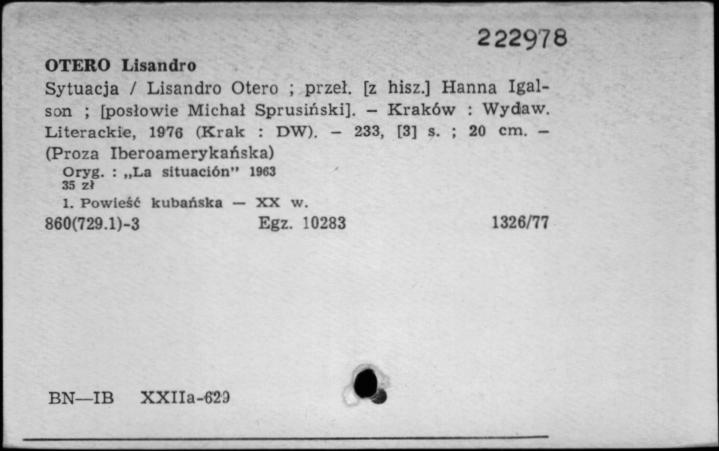 222978
OTERO Lisandro
Sytuacja / Lisandro Otero ; przeł. [z hisz.] Hanna Igal-
son ; [posłowie Michał Sprusiński]. — Kraków : Wydaw.
Literackie, 1976 (Krak : DW). — 233, [3] s. ; 20 cm. —
(Proza Iberoamerykańska)
Oryg. : „La situación” 1963
35 zł
1. Powieść kubańska — XX w.
860(729.1)-3 Egz. 10283 1326/77
BN—IB XXIIa-629